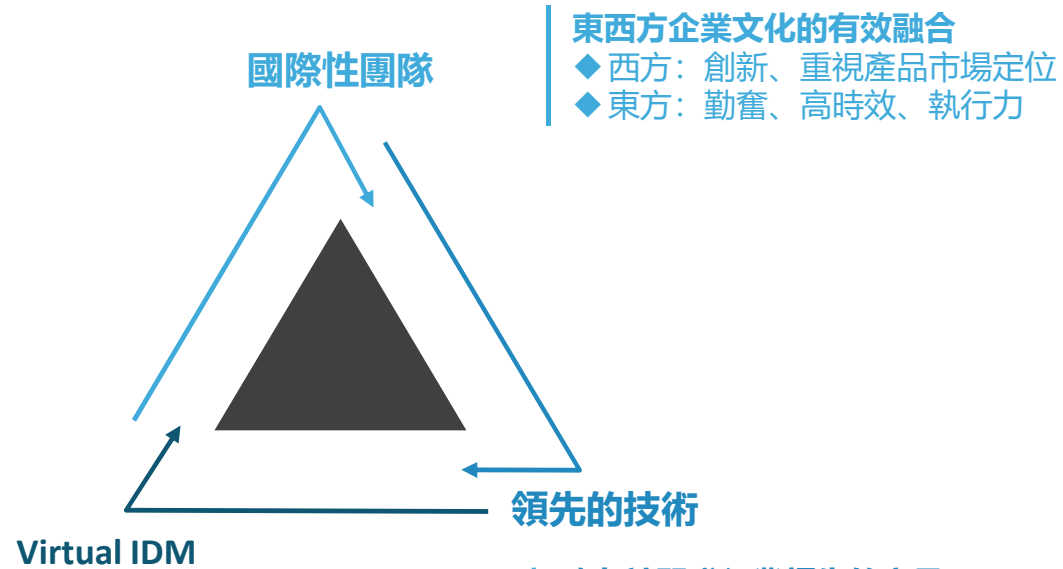 東西方企業文化的有效融合
◆ 西方：創新、重視產品市場定位
◆ 東方：勤奮、高時效、執行力
國際性團隊
領先的技術
Virtual IDM